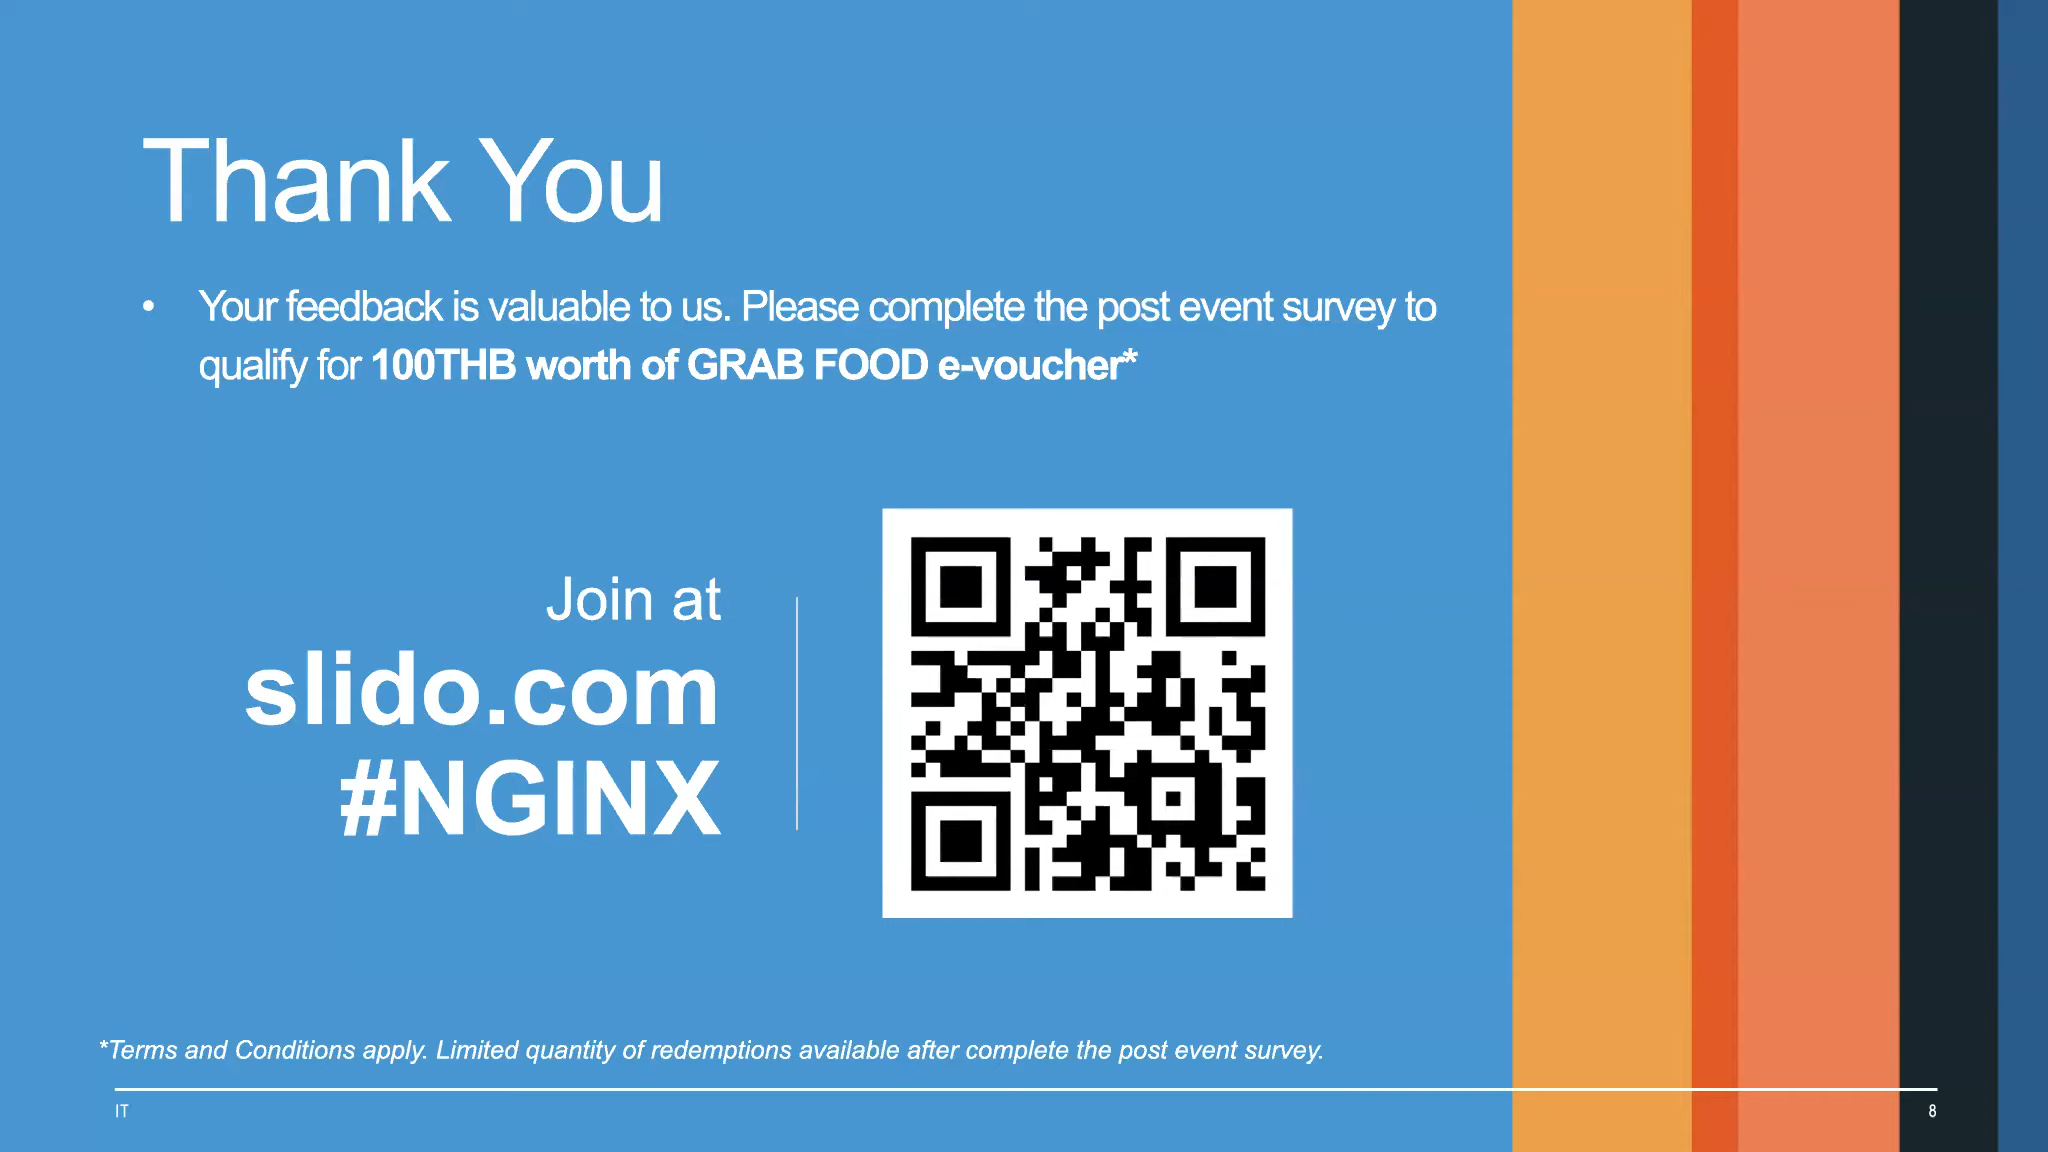 Thank You
• Your feedback is valuable to us. Please complete the post event survey to
qualify for 100THB worth of GRAB FOOD e-voucher*
Join at
slido.com
#NGINX
*Terms and Conditions apply. Limited quantity of redemptions available after complete the post event survey.
IT
8